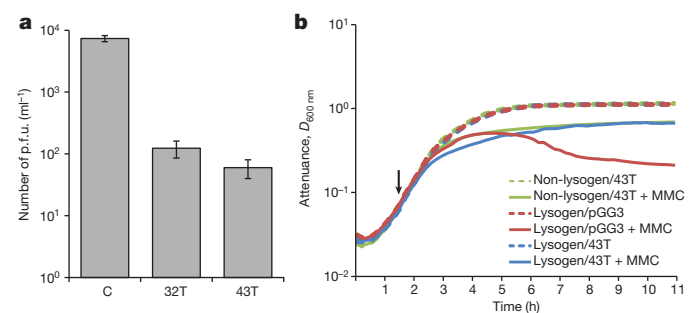 a
Number of p.f.u. (ml⁻¹)
10⁴
10³
10²
10¹
10⁰
C 32T 43T
b
Attenuance, D₆₀₀ nm
10¹
10⁰
10⁻¹
10⁻²
Non-lysogen/43T
Non-lysogen/43T + MMC
Lysogen/pGG3
Lysogen/pGG3 + MMC
Lysogen/43T
Lysogen/43T + MMC
1 2 3 4 5 6 7 8 9 10 11
Time (h)